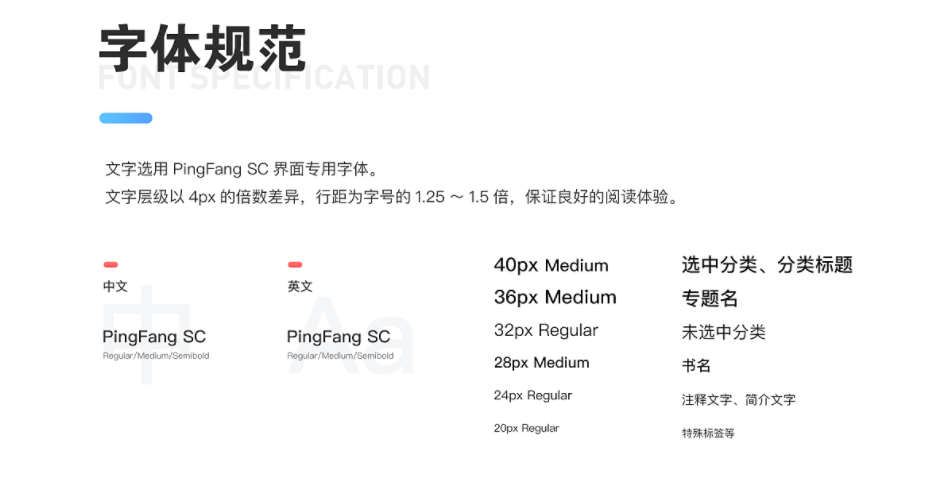 字体规范
FONT SPECIFICATION
文字选用 PingFang SC 界面专用字体。
文字层级以 4px 的倍数差异，行距为字号的 1.25 ～ 1.5 倍，保证良好的阅读体验。
中文
中
PingFang SC
Regular/Medium/Semibold
英文
Aa
PingFang SC
Regular/Medium/Semibold
40px Medium 选中分类、分类标题
36px Medium 专题名
32px Regular 未选中分类
28px Medium 书名
24px Regular 注释文字、简介文字
20px Regular 特殊标签等